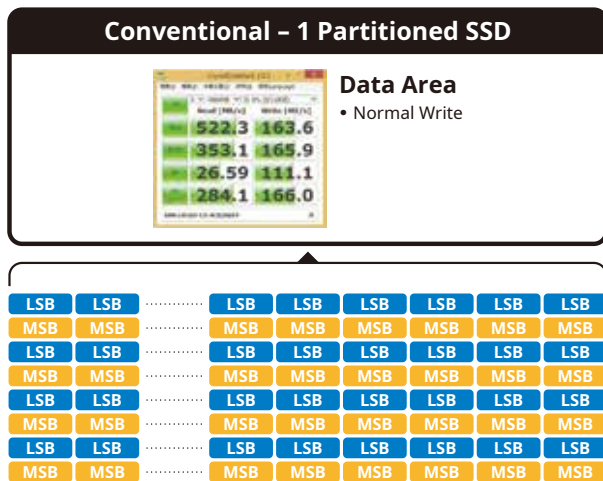 Conventional – 1 Partitioned SSD
Data Area
• Normal Write
522.3 163.6
353.1 165.9
26.59 111.1
284.1 166.0
LSB LSB LSB LSB LSB LSB LSB LSB
MSB MSB MSB MSB MSB MSB MSB MSB
LSB LSB LSB LSB LSB LSB LSB LSB
MSB MSB MSB MSB MSB MSB MSB MSB
LSB LSB LSB LSB LSB LSB LSB LSB
MSB MSB MSB MSB MSB MSB MSB MSB
LSB LSB LSB LSB LSB LSB LSB LSB
MSB MSB MSB MSB MSB MSB MSB MSB